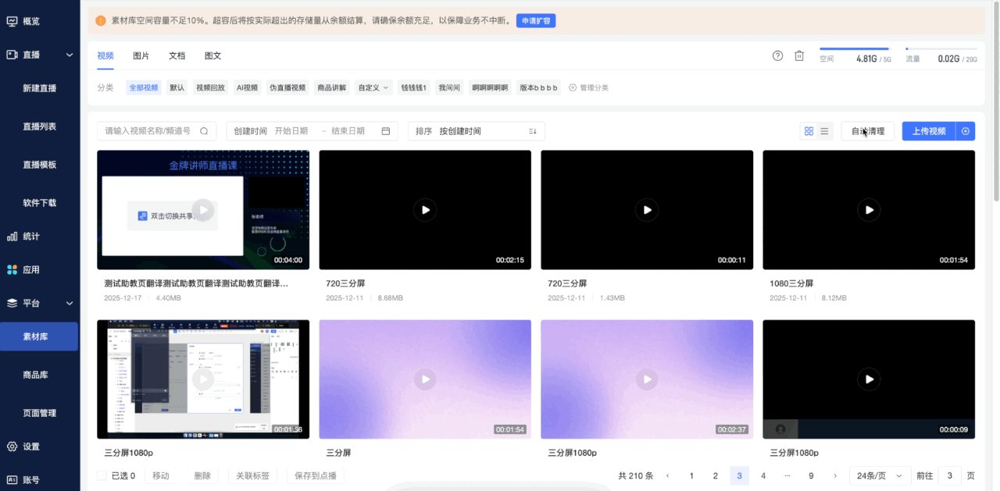 概览
直播
新建直播
直播列表
直播模板
软件下载
统计
应用
平台
素材库
商品库
页面管理
设置
账号
素材库空间容量不足10%。超容后将按实际超出的存储量从余额结算，请确保余额充足，以保障业务不中断。 申请扩容
视频 图片 文档 图文
空间 4.81G / 5G 流量 0.02G / 20G
分类 全部视频 默认 视频回放 AI视频 伪直播视频 商品讲解 自定义 钱钱钱1 我问问 啊啊啊啊啊 版本b b b b 管理分类
请输入视频名称/频道号 创建时间 开始日期 – 结束日期 排序 按创建时间 自动清理 上传视频
金牌讲师直播课
双击切换共享
张老师
00:04:00 00:02:15 00:00:11 00:01:54
测试助教页翻译测试助教页翻译测试助教页翻译... 720三分屏 720三分屏 1080三分屏
2025-12-17 4.40MB 2025-12-11 8.68MB 2025-12-11 1.43MB 2025-12-11 8.12MB
00:01:56 00:01:54 00:02:37 00:00:09
三分屏1080p 三分屏 三分屏1080p 三分屏1080p
已选 0 移动 删除 关联标签 保存到点播 共 210 条 ‹ 1 2 3 4 ··· 9 › 24条/页 前往 3 页